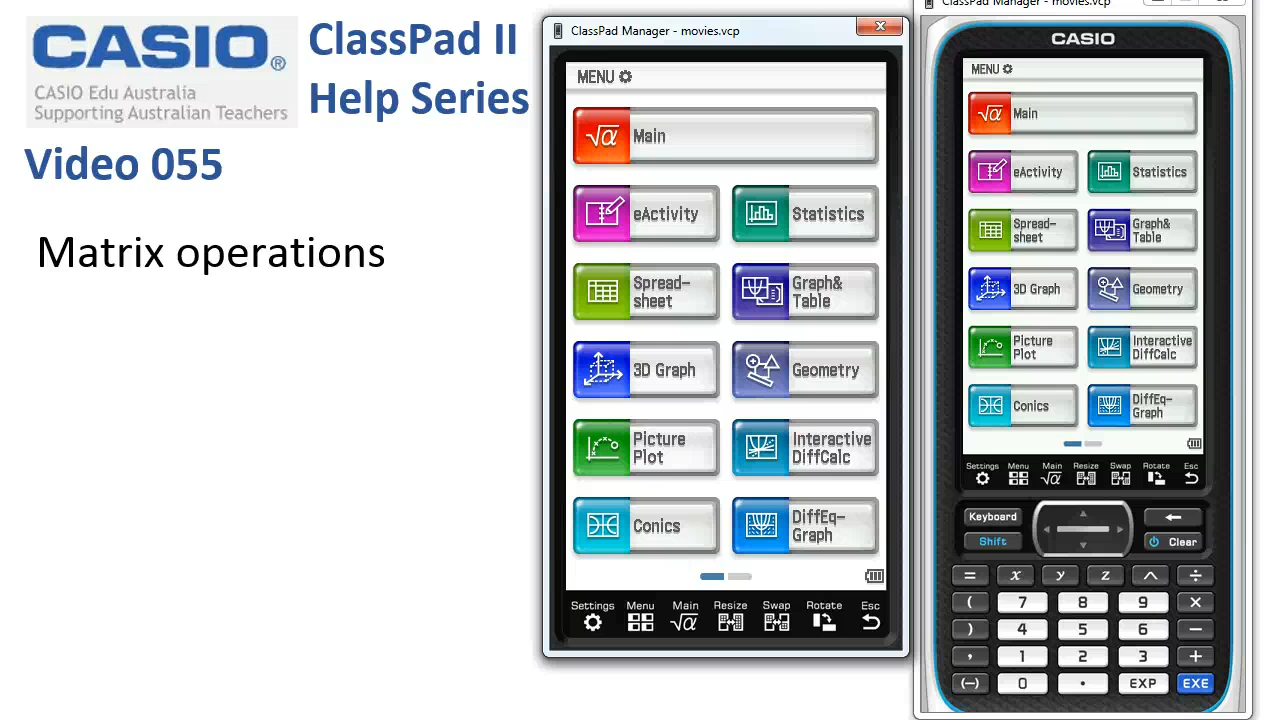 CASIO®
CASIO Edu Australia
Supporting Australian Teachers
ClassPad II
Help Series
Video 055
Matrix operations
ClassPad Manager - movies.vcp
MENU
Main
eActivity
Statistics
Spread-
sheet
Graph&
Table
3D Graph
Geometry
Picture
Plot
Interactive
DiffCalc
Conics
DiffEq-
Graph
Settings Menu Main Resize Swap Rotate Esc
ClassPad Manager - movies.vcp
CASIO
MENU
Main
eActivity
Statistics
Spread-
sheet
Graph&
Table
3D Graph
Geometry
Picture
Plot
Interactive
DiffCalc
Conics
DiffEq-
Graph
Settings Menu Main Resize Swap Rotate Esc
Keyboard
Shift
Clear
= x y z ^ ÷
( 7 8 9 ×
) 4 5 6 −
, 1 2 3 +
(−) 0 . EXP EXE